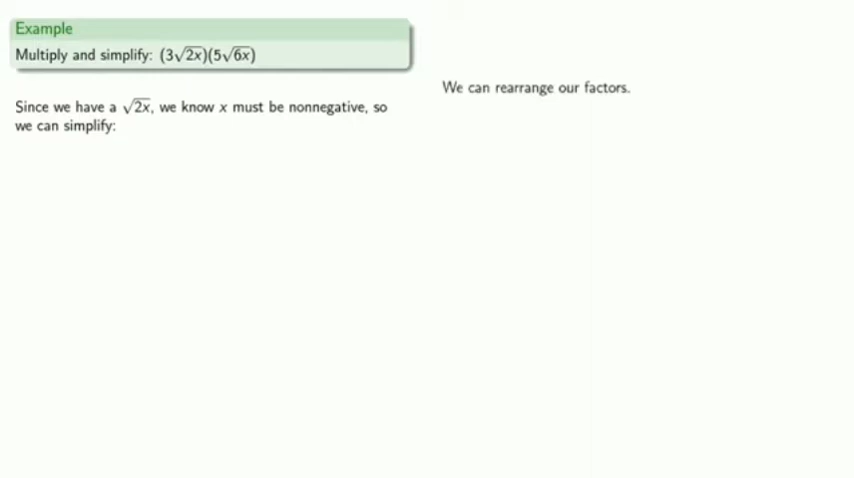 Example
Multiply and simplify: (3√2x)(5√6x)
We can rearrange our factors.
Since we have a √2x, we know x must be nonnegative, so
we can simplify: